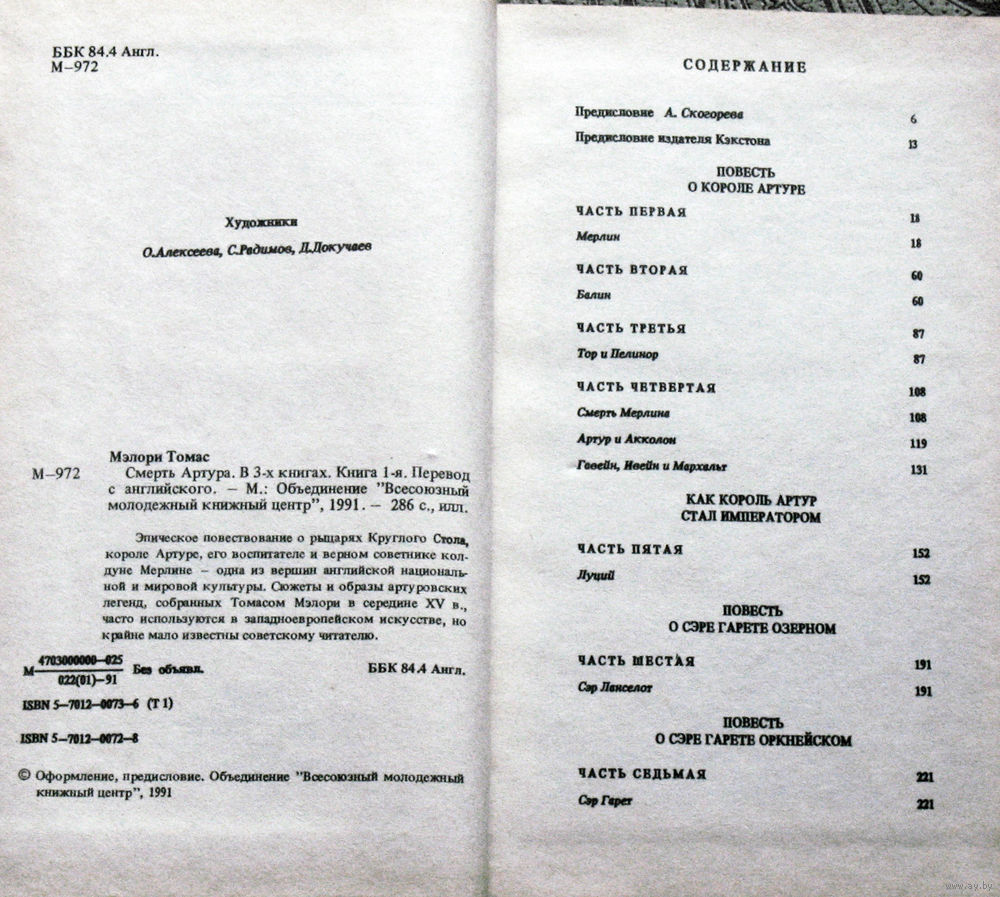 ББК 84.4 Англ.
М–972
Художники
О.Алексеева, С.Радимов, Д.Докучаев
Мэлори Томас
М–972 Смерть Артура. В 3-х книгах. Книга 1-я. Перевод
с английского. – М.: Объединение "Всесоюзный
молодежный книжный центр", 1991. – 286 с., илл.
Эпическое повествование о рыцарях Круглого Стола,
короле Артуре, его воспитателе и верном советнике кол-
дуне Мерлине – одна из вершин английской националь-
ной и мировой культуры. Сюжеты и образы артуровских
легенд, собранных Томасом Мэлори в середине XV в.,
часто используются в западноевропейском искусстве, но
крайне мало известны советскому читателю.
М 4703000000–025 Без объявл. ББК 84.4 Англ.
022(01)–91
ISBN 5–7012–0073–6 (Т 1)
ISBN 5–7012–0072–8
© Оформление, предисловие. Объединение "Всесоюзный молодежный
книжный центр", 1991
СОДЕРЖАНИЕ
Предисловие А. Скогорева 6
Предисловие издателя Кэкстона 13
ПОВЕСТЬ
О КОРОЛЕ АРТУРЕ
ЧАСТЬ ПЕРВАЯ 18
Мерлин 18
ЧАСТЬ ВТОРАЯ 60
Балин 60
ЧАСТЬ ТРЕТЬЯ 87
Тор и Пелинор 87
ЧАСТЬ ЧЕТВЕРТАЯ 108
Смерть Мерлина 108
Артур и Акколон 119
Гавейн, Ивейн и Мархальт 131
КАК КОРОЛЬ АРТУР
СТАЛ ИМПЕРАТОРОМ
ЧАСТЬ ПЯТАЯ 152
Луций 152
ПОВЕСТЬ
О СЭРЕ ГАРЕТЕ ОЗЕРНОМ
ЧАСТЬ ШЕСТАЯ 191
Сэр Ланселот 191
ПОВЕСТЬ
О СЭРЕ ГАРЕТЕ ОРКНЕЙСКОМ
ЧАСТЬ СЕДЬМАЯ 221
Сэр Гарет 221
www.ay.by